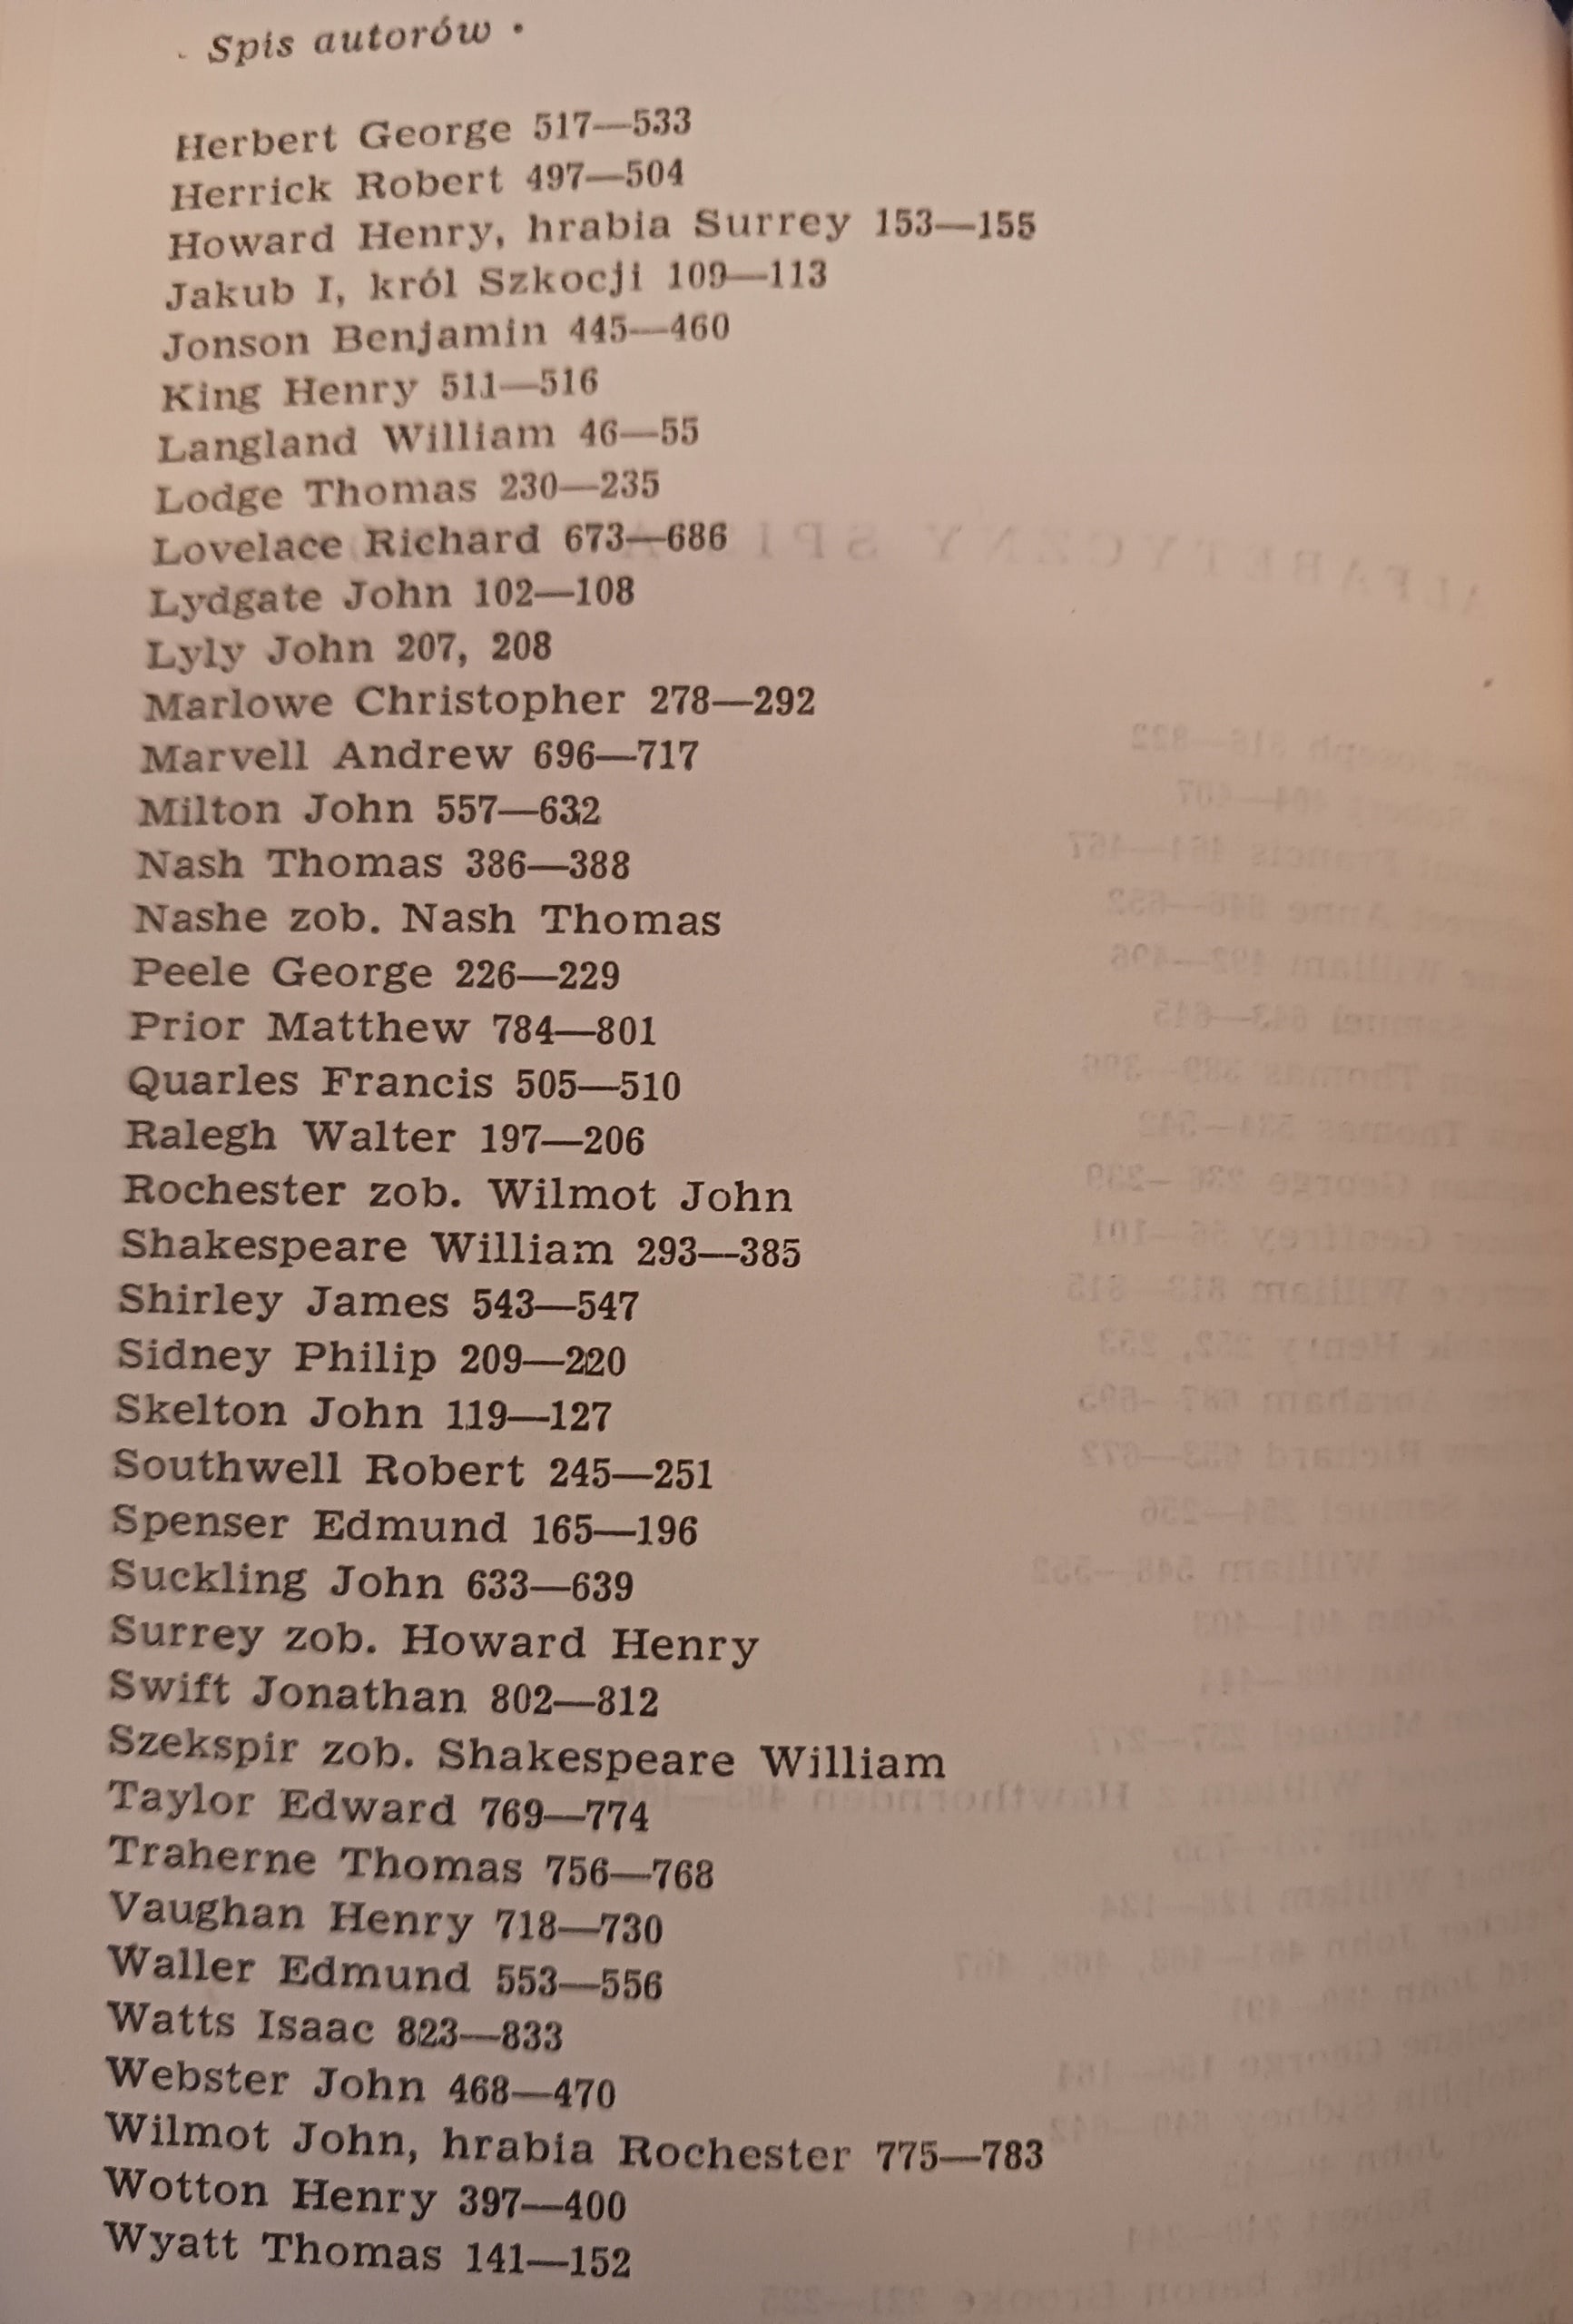 Spis autorów •
Herbert George 517—533
Herrick Robert 497—504
Howard Henry, hrabia Surrey 153—155
Jakub I, król Szkocji 109—113
Jonson Benjamin 445—460
King Henry 511—516
Langland William 46—55
Lodge Thomas 230—235
Lovelace Richard 673—686
Lydgate John 102—108
Lyly John 207, 208
Marlowe Christopher 278—292
Marvell Andrew 696—717
Milton John 557—632
Nash Thomas 386—388
Nashe zob. Nash Thomas
Peele George 226—229
Prior Matthew 784—801
Quarles Francis 505—510
Ralegh Walter 197—206
Rochester zob. Wilmot John
Shakespeare William 293—385
Shirley James 543—547
Sidney Philip 209—220
Skelton John 119—127
Southwell Robert 245—251
Spenser Edmund 165—196
Suckling John 633—639
Surrey zob. Howard Henry
Swift Jonathan 802—812
Szekspir zob. Shakespeare William
Taylor Edward 769—774
Traherne Thomas 756—768
Vaughan Henry 718—730
Waller Edmund 553—556
Watts Isaac 823—833
Webster John 468—470
Wilmot John, hrabia Rochester 775—783
Wotton Henry 397—400
Wyatt Thomas 141—152